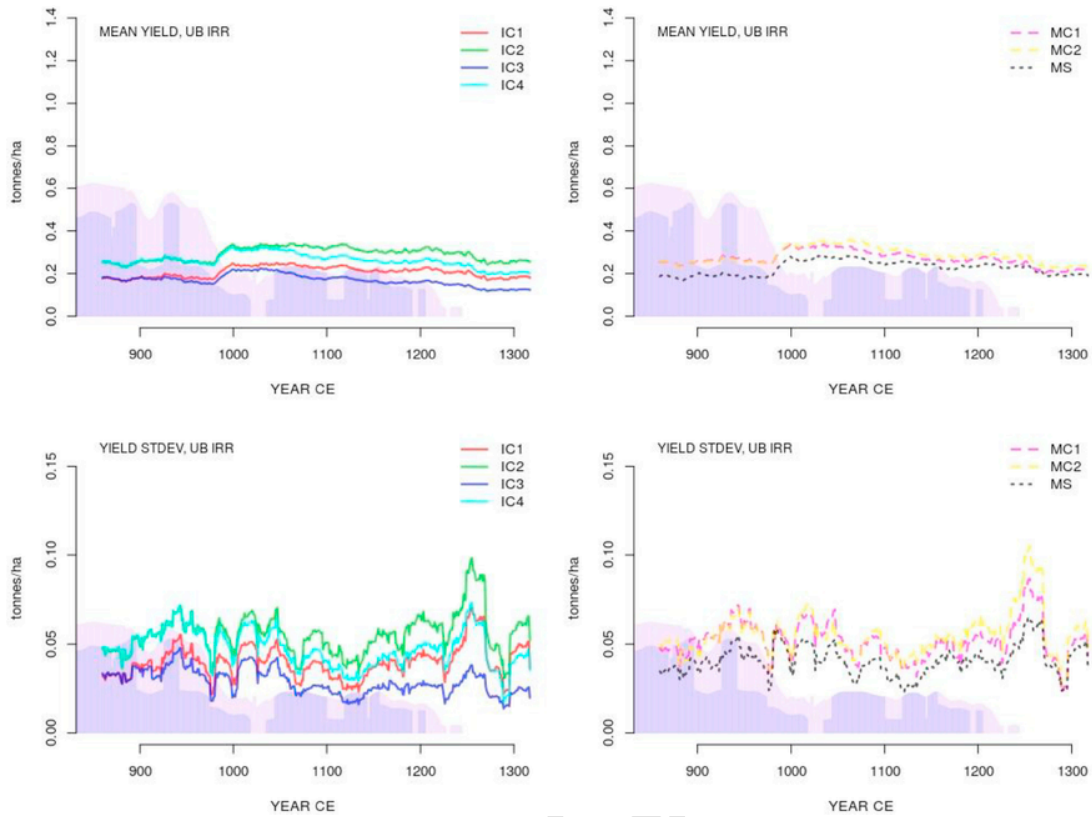 MEAN YIELD, UB IRR
IC1
IC2
IC3
IC4
tonnes/ha
1.4
1.2
1.0
0.8
0.6
0.4
0.2
0.0
900 1000 1100 1200 1300
YEAR CE
MEAN YIELD, UB IRR
MC1
MC2
MS
tonnes/ha
1.4
1.2
1.0
0.8
0.6
0.4
0.2
0.0
900 1000 1100 1200 1300
YEAR CE
YIELD STDEV, UB IRR
IC1
IC2
IC3
IC4
tonnes/ha
0.15
0.10
0.05
0.00
900 1000 1100 1200 1300
YEAR CE
YIELD STDEV, UB IRR
MC1
MC2
MS
tonnes/ha
0.15
0.10
0.05
0.00
900 1000 1100 1200 1300
YEAR CE